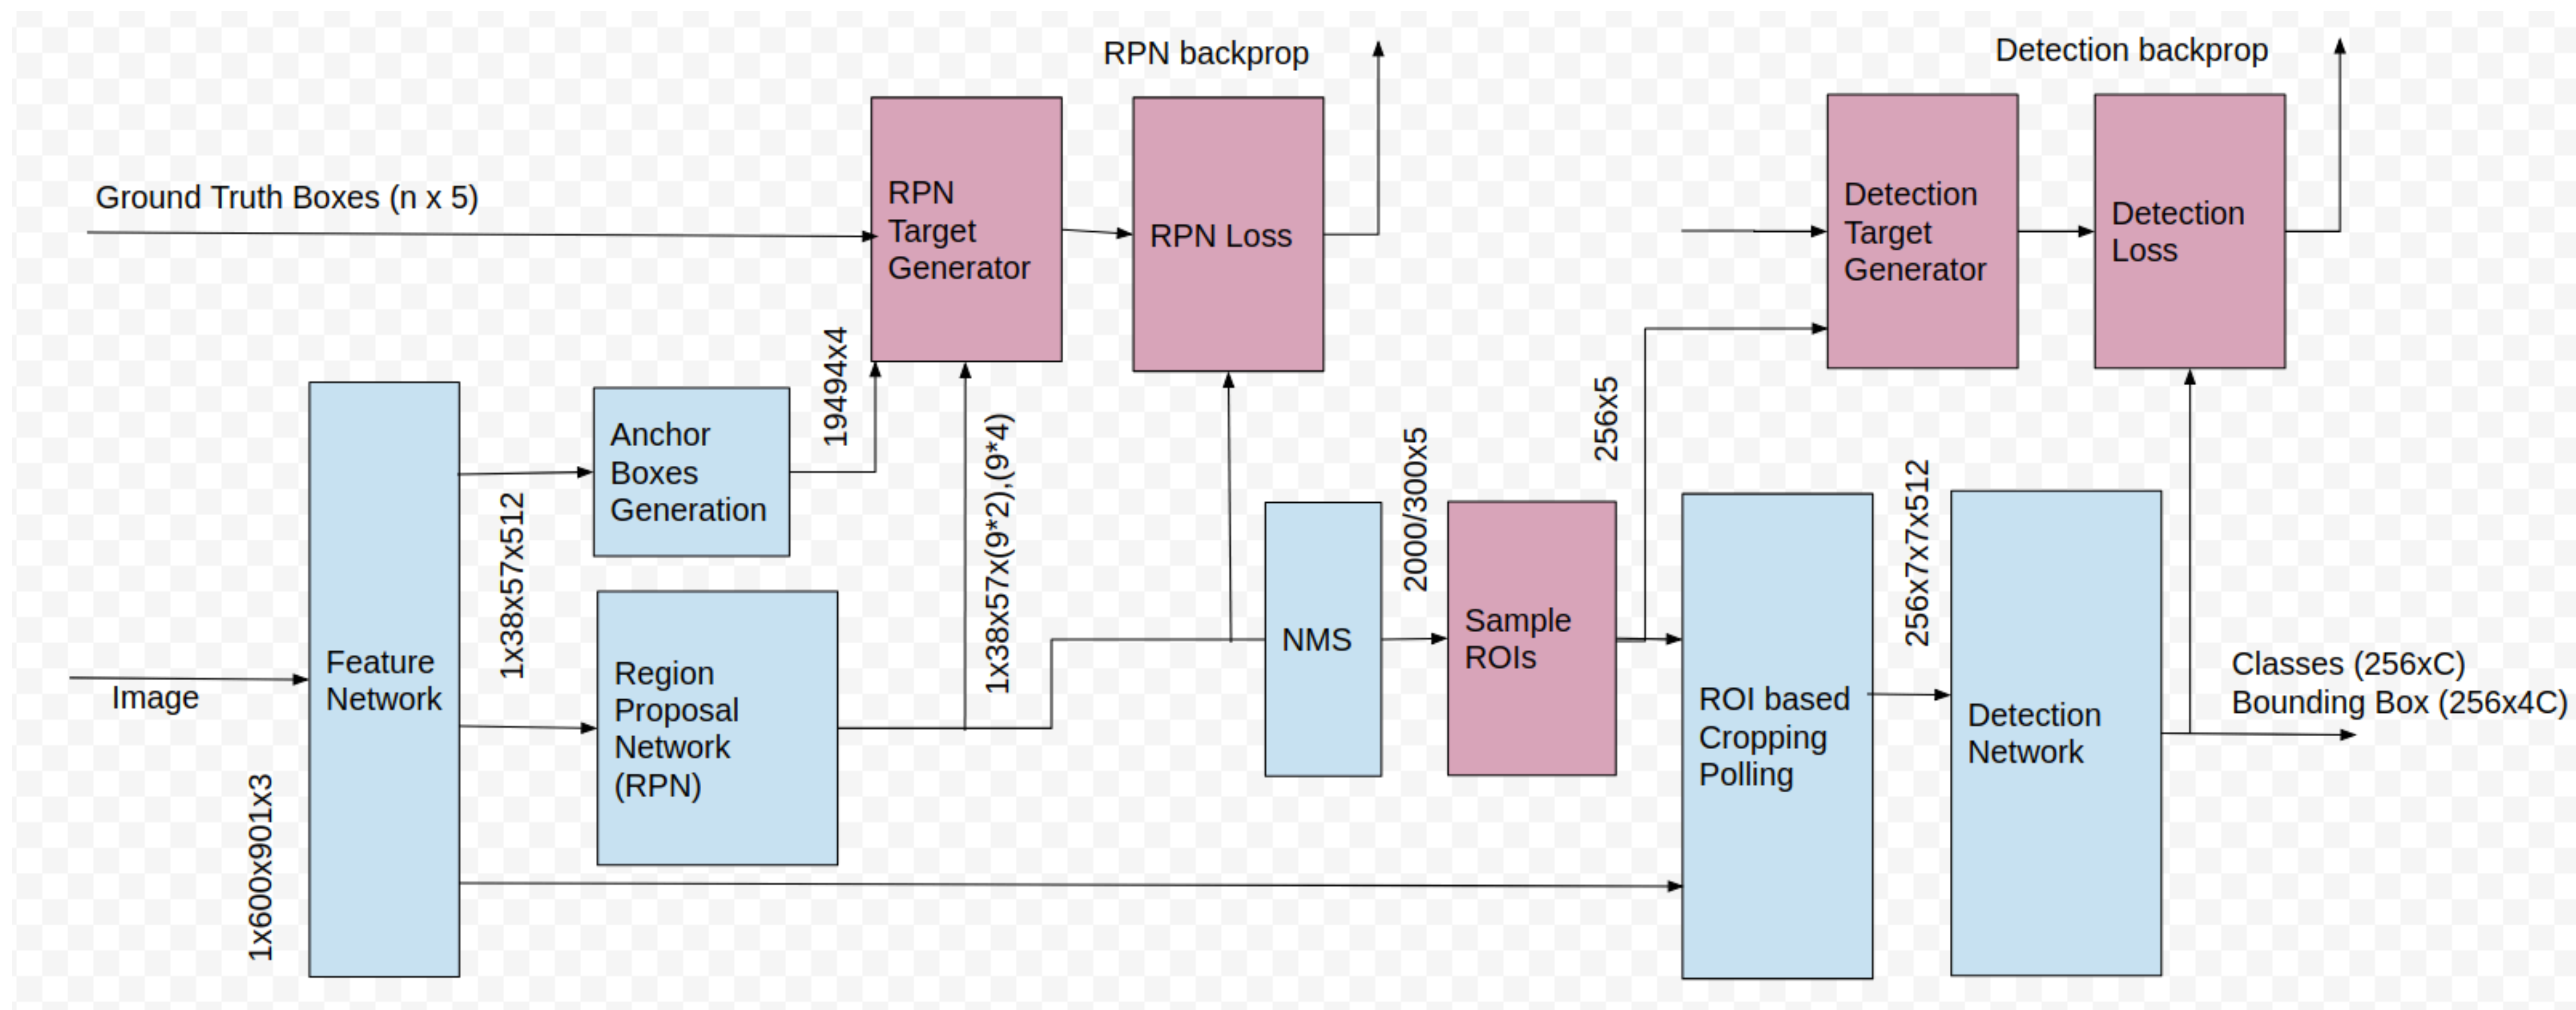 RPN backprop
Detection backprop
Ground Truth Boxes (n x 5)
RPN
Target
Generator
RPN Loss
Detection
Target
Generator
Detection
Loss
19494x4
Anchor
Boxes
Generation
1x38x57x512
1x38x57x(9*2),(9*4)
2000/300x5
256x5
256x7x7x512
Image
Feature
Network
Region
Proposal
Network
(RPN)
NMS
Sample
ROIs
ROI based
Cropping
Polling
Detection
Network
Classes (256xC)
Bounding Box (256x4C)
1x600x901x3